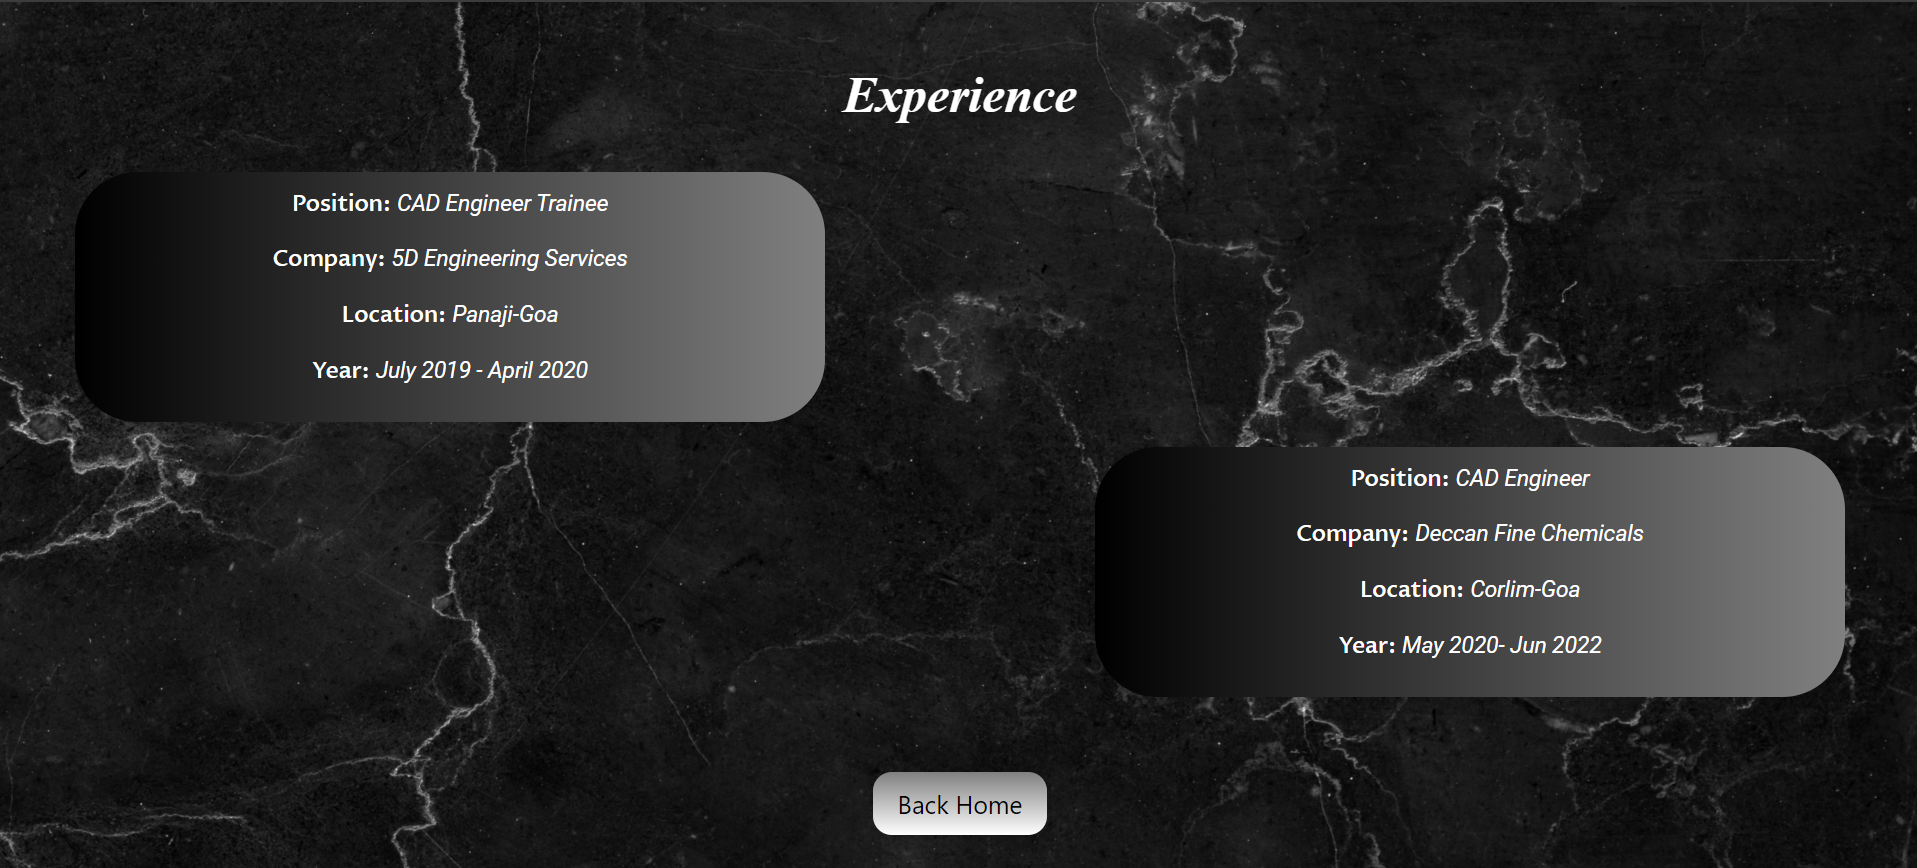 Experience
Position: CAD Engineer Trainee
Company: 5D Engineering Services
Location: Panaji-Goa
Year: July 2019 - April 2020
Position: CAD Engineer
Company: Deccan Fine Chemicals
Location: Corlim-Goa
Year: May 2020- Jun 2022
Back Home